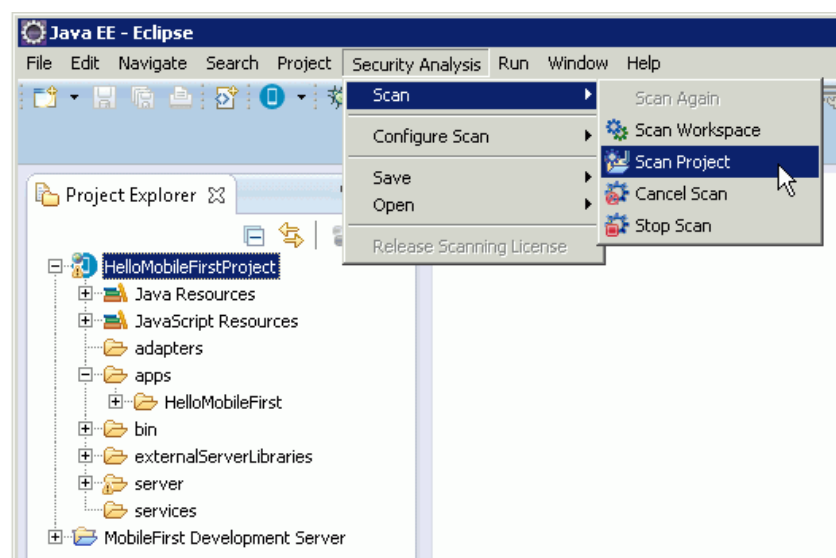 Java EE - Eclipse
File Edit Navigate Search Project Security Analysis Run Window Help
Scan
Configure Scan
Save
Open
Release Scanning License
Scan Again
Scan Workspace
Scan Project
Cancel Scan
Stop Scan
Project Explorer
HelloMobileFirstProject
Java Resources
JavaScript Resources
adapters
apps
HelloMobileFirst
bin
externalServerLibraries
server
services
MobileFirst Development Server